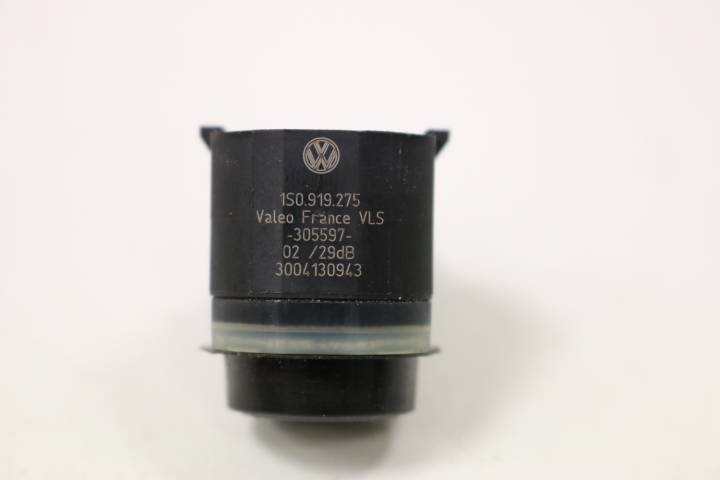 1S0.919.275
Valeo France VLS
-305597-
02 /29dB
3004130943